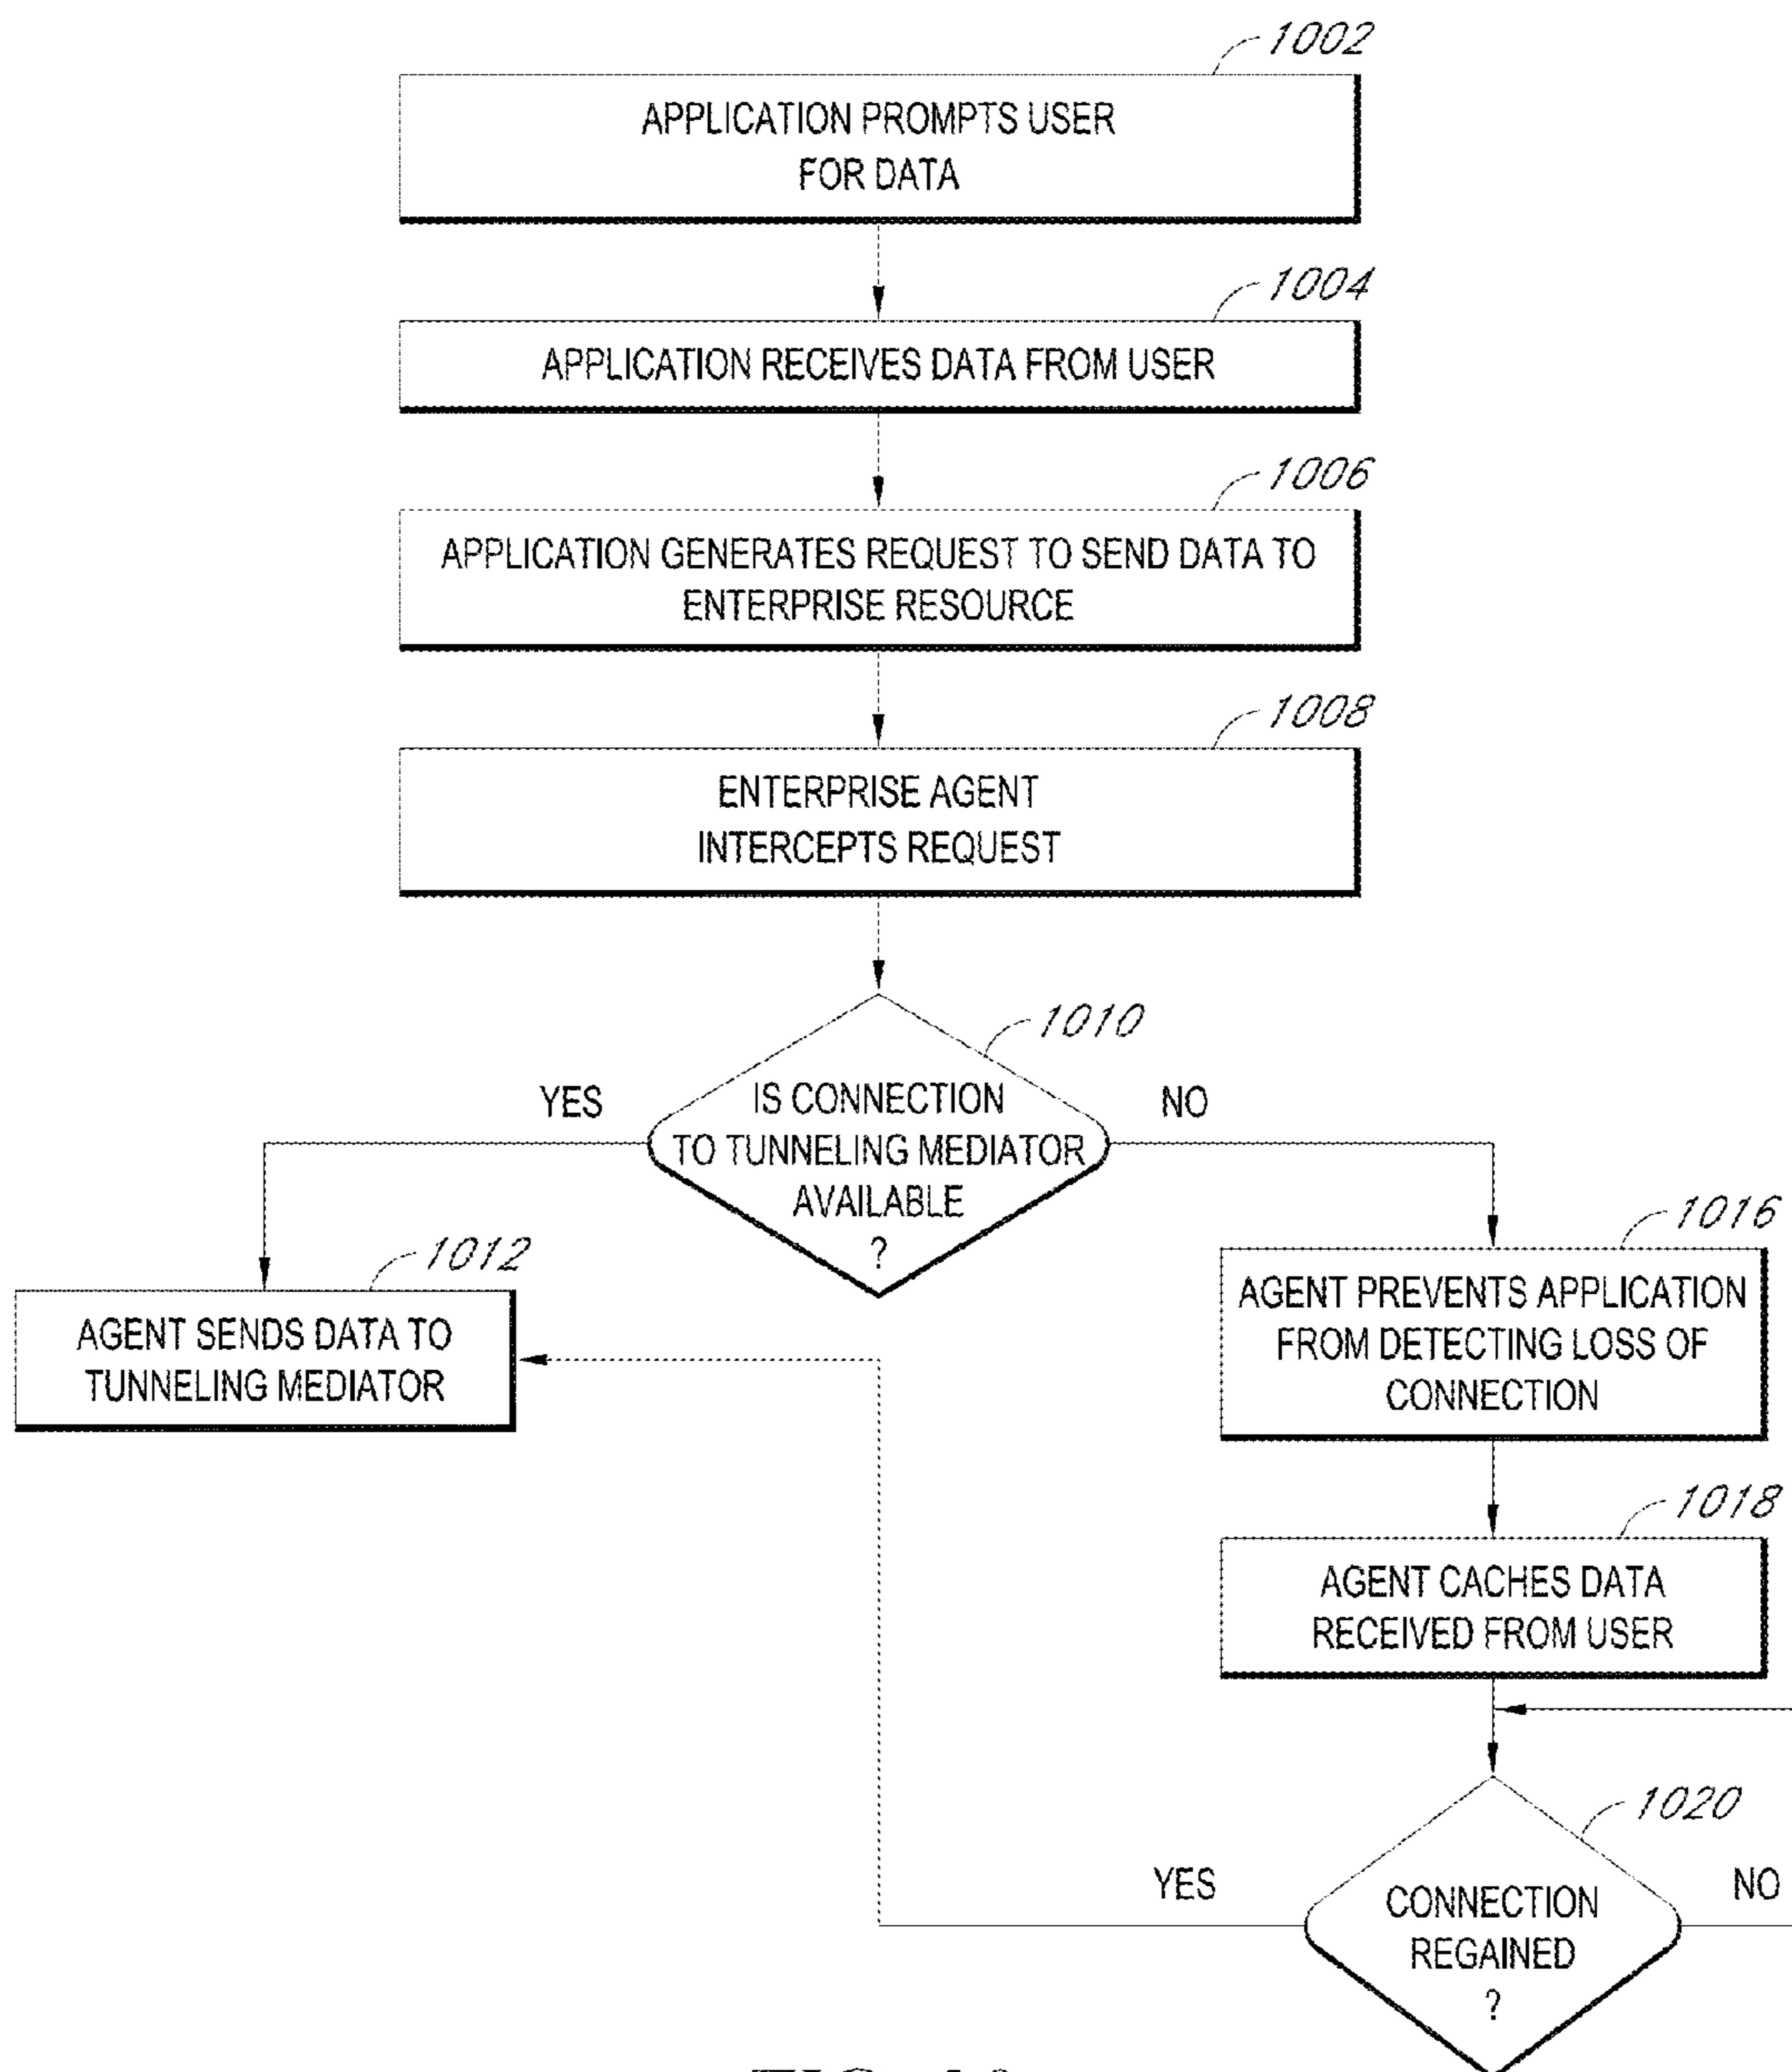 1002
APPLICATION PROMPTS USER
FOR DATA
1004
APPLICATION RECEIVES DATA FROM USER
1006
APPLICATION GENERATES REQUEST TO SEND DATA TO
ENTERPRISE RESOURCE
1008
ENTERPRISE AGENT
INTERCEPTS REQUEST
1010
IS CONNECTION
TO TUNNELING MEDIATOR
AVAILABLE
?
YES
NO
1012
AGENT SENDS DATA TO
TUNNELING MEDIATOR
1016
AGENT PREVENTS APPLICATION
FROM DETECTING LOSS OF
CONNECTION
1018
AGENT CACHES DATA
RECEIVED FROM USER
1020
CONNECTION
REGAINED
?
YES
NO